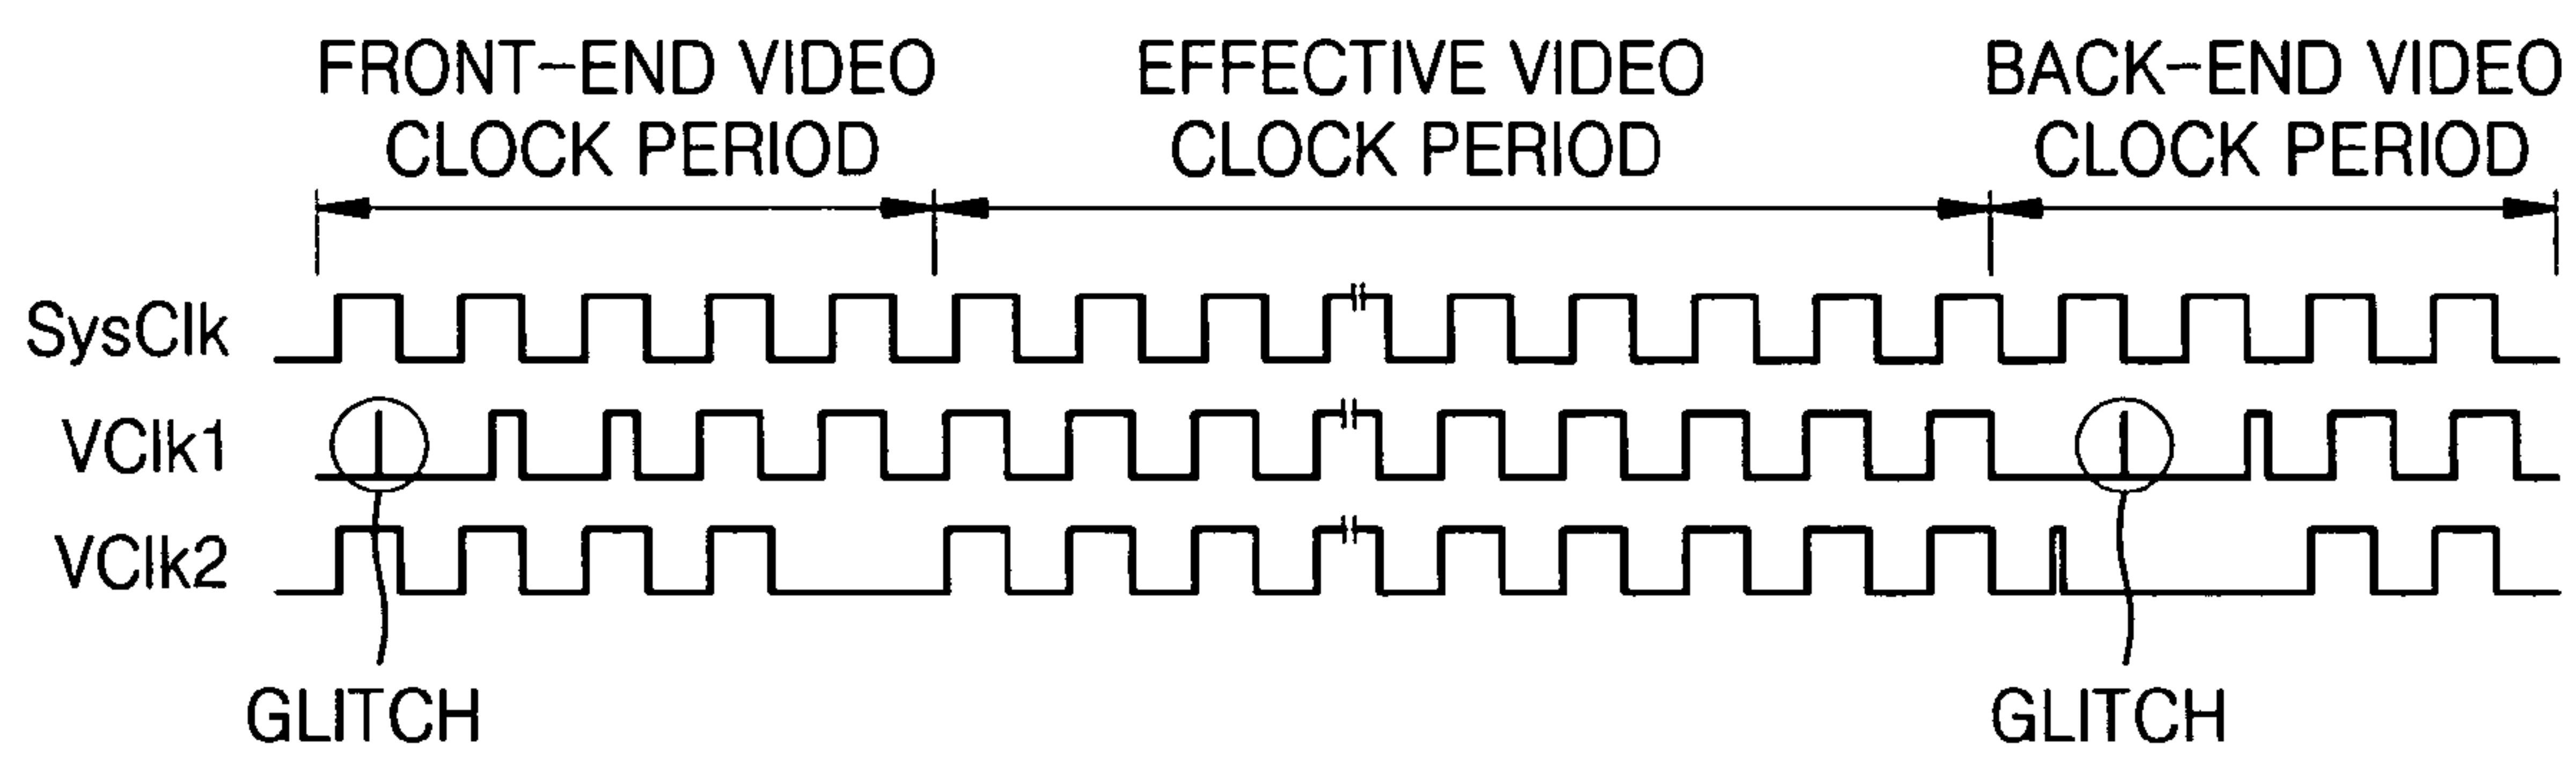 FRONT-END VIDEO
CLOCK PERIOD
EFFECTIVE VIDEO
CLOCK PERIOD
BACK-END VIDEO
CLOCK PERIOD
SysClk
VClk1
VClk2
GLITCH
GLITCH